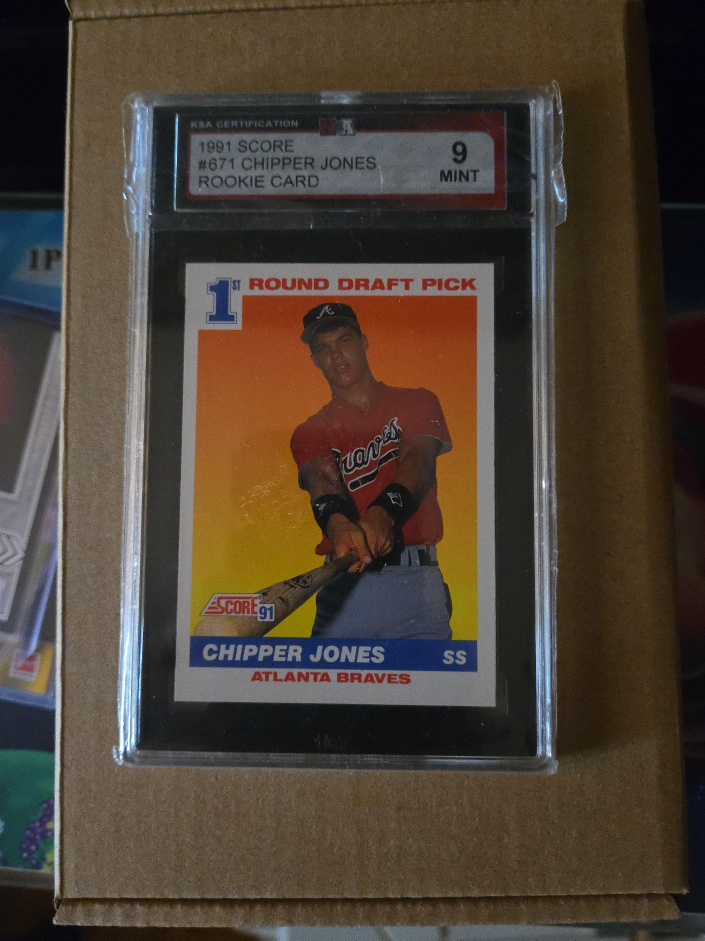 KSA CERTIFICATION
1991 SCORE
#671 CHIPPER JONES
ROOKIE CARD
9
MINT
1ST ROUND DRAFT PICK
A
Braves
SCORE 91
CHIPPER JONES SS
ATLANTA BRAVES
1P